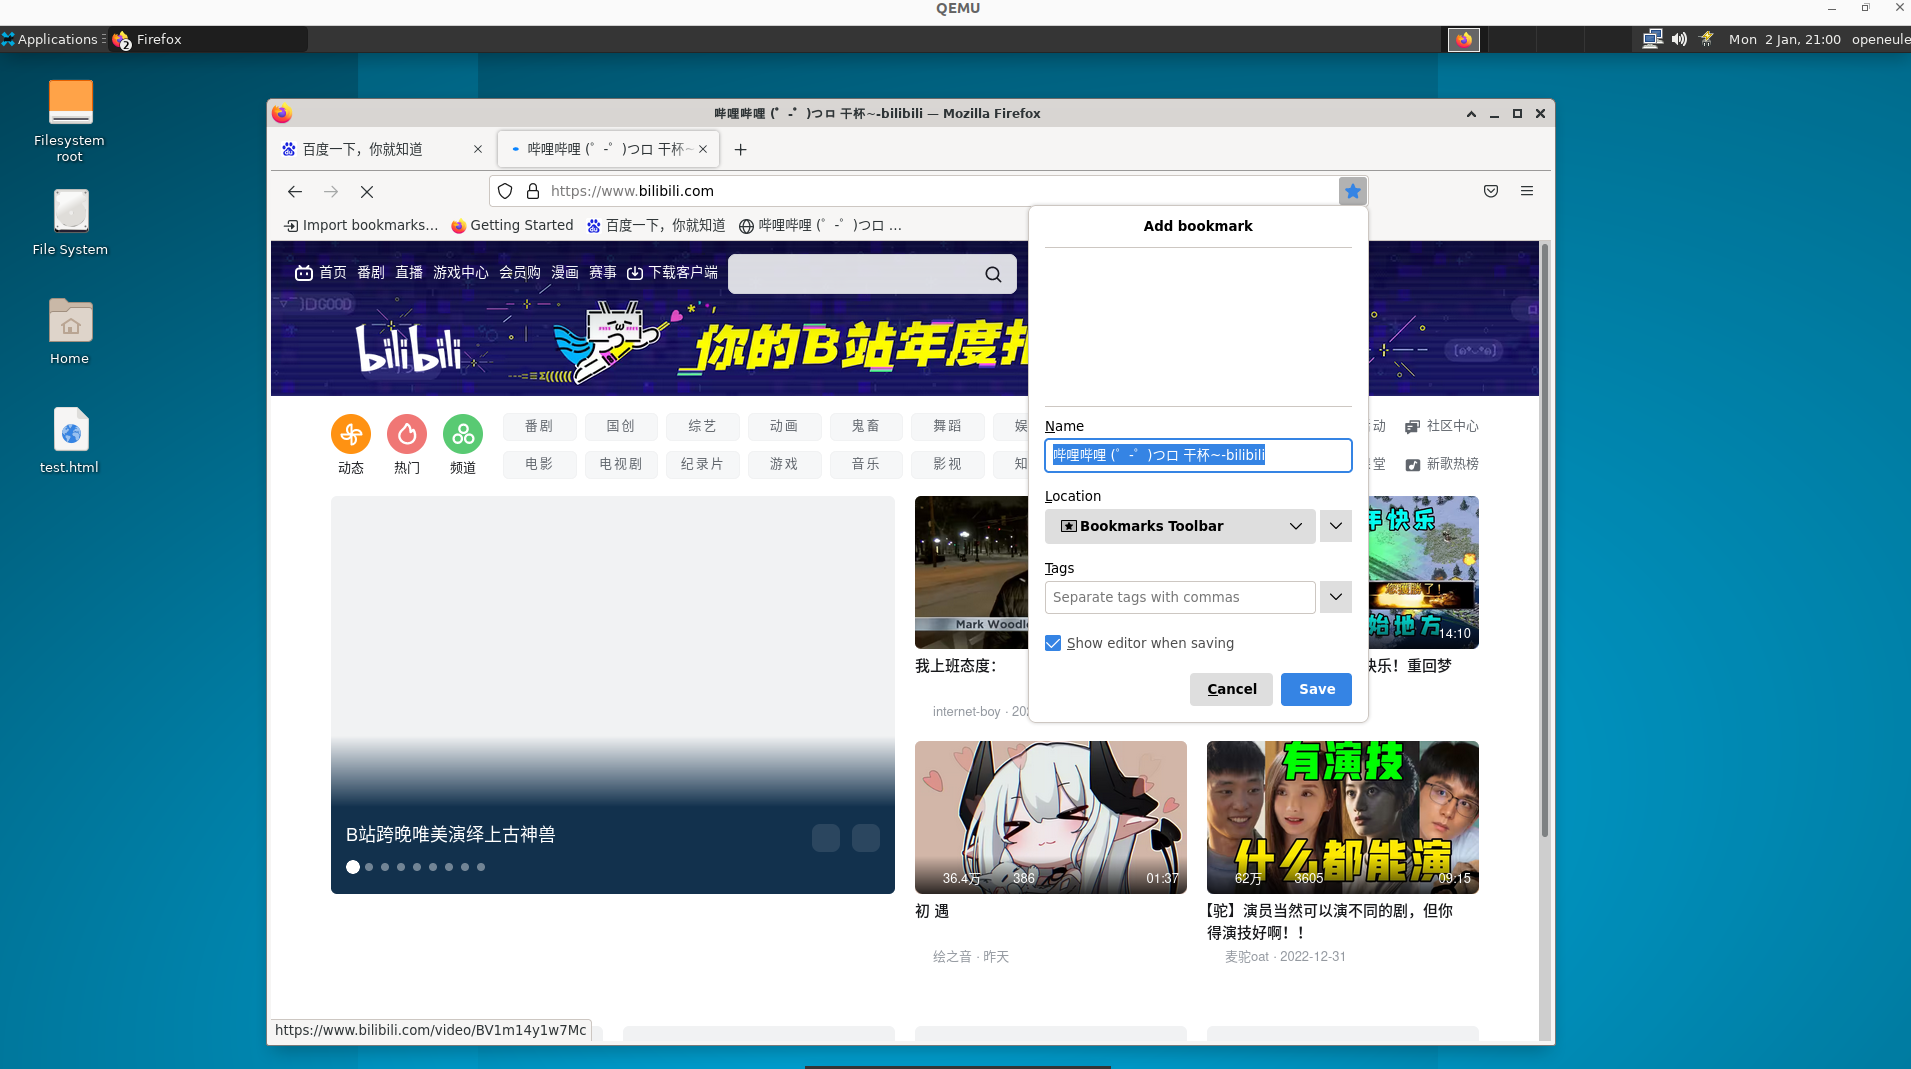 QEMU
Applications
2
Firefox
Mon 2 Jan, 21:00
openeule
Filesystem root
File System
Home
test.html
哔哩哔哩 (゜-゜)つロ 干杯~-bilibili — Mozilla Firefox
百度一下，你就知道
哔哩哔哩 (゜-゜)つロ 干杯~
https://www.bilibili.com
Import bookmarks…
Getting Started
百度一下，你就知道
哔哩哔哩 (゜-゜)つロ …
首页 番剧 直播 游戏中心 会员购 漫画 赛事 下载客户端
bilibili
你的B站年度报
动态 热门 频道
番剧 国创 综艺 动画 鬼畜 舞蹈 娱
电影 电视剧 纪录片 游戏 音乐 影视 知
动 社区中心
堂 新歌热榜
Add bookmark
Name
哔哩哔哩 (゜-゜)つロ 干杯~-bilibili
Location
Bookmarks Toolbar
Tags
Separate tags with commas
Show editor when saving
Cancel Save
Mark Woodl
我上班态度：
internet-boy · 202
年快乐
始地方
14:10
快乐！重回梦
B站跨晚唯美演绎上古神兽
36.4万 386 01:37
初 遇
绘之音 · 昨天
有演技
什么都能演
62万 3605 09:15
【驼】演员当然可以演不同的剧，但你
得演技好啊！！
麦驼oat · 2022-12-31
https://www.bilibili.com/video/BV1m14y1w7Mc